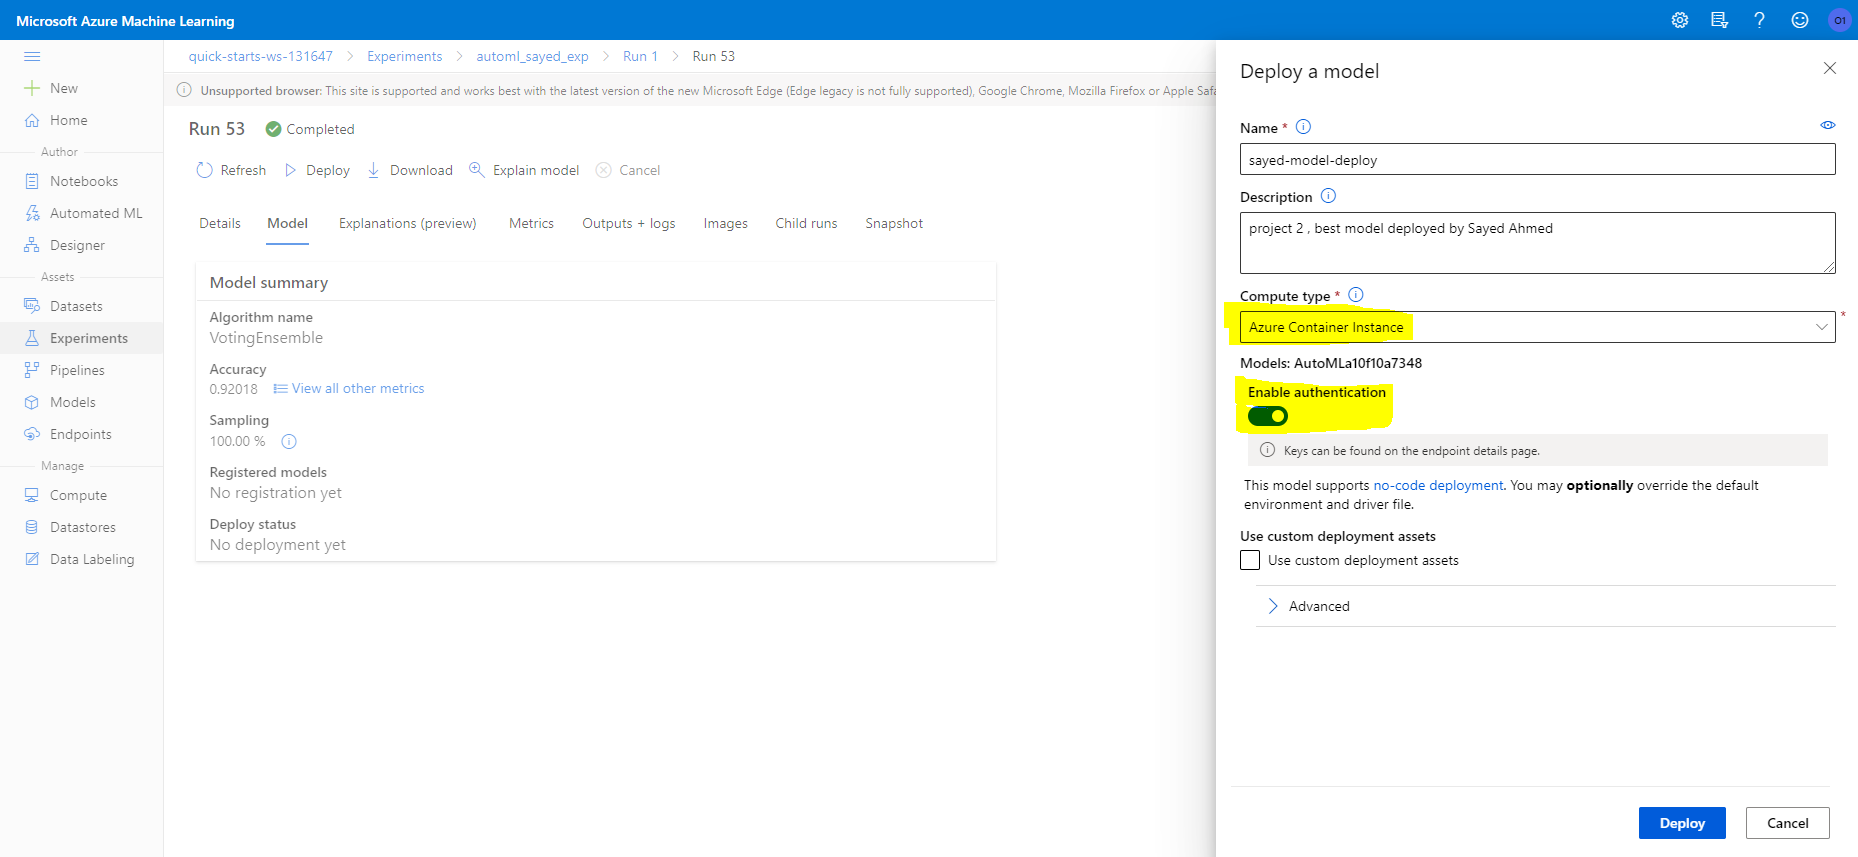 Microsoft Azure Machine Learning
O1
New
Home
Author
Notebooks
Automated ML
Designer
Assets
Datasets
Experiments
Pipelines
Models
Endpoints
Manage
Compute
Datastores
Data Labeling
quick-starts-ws-131647 > Experiments > automl_sayed_exp > Run 1 > Run 53
Unsupported browser: This site is supported and works best with the latest version of the new Microsoft Edge (Edge legacy is not fully supported), Google Chrome, Mozilla Firefox or Apple Safa
Run 53 Completed
Refresh Deploy Download Explain model Cancel
Details Model Explanations (preview) Metrics Outputs + logs Images Child runs Snapshot
Model summary
Algorithm name
VotingEnsemble
Accuracy
0.92018 View all other metrics
Sampling
100.00 %
Registered models
No registration yet
Deploy status
No deployment yet
Deploy a model
Name *
sayed-model-deploy
Description
project 2 , best model deployed by Sayed Ahmed
Compute type *
Azure Container Instance *
Models: AutoMLa10f10a7348
Enable authentication
Keys can be found on the endpoint details page.
This model supports no-code deployment. You may optionally override the default
environment and driver file.
Use custom deployment assets
Use custom deployment assets
Advanced
Deploy Cancel